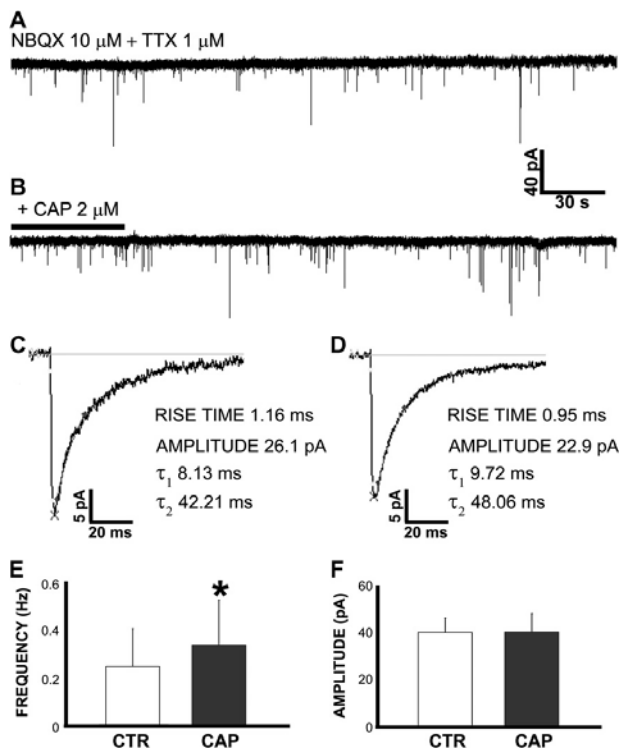 A
NBQX 10 µM + TTX 1 µM
40 pA
30 s
B
+ CAP 2 µM
C
RISE TIME 1.16 ms
AMPLITUDE 26.1 pA
τ1 8.13 ms
τ2 42.21 ms
5 pA
20 ms
D
RISE TIME 0.95 ms
AMPLITUDE 22.9 pA
τ1 9.72 ms
τ2 48.06 ms
5 pA
20 ms
E
FREQUENCY (Hz)
0.6
0.4
0.2
0
*
CTR CAP
F
AMPLITUDE (pA)
60
40
20
0
CTR CAP